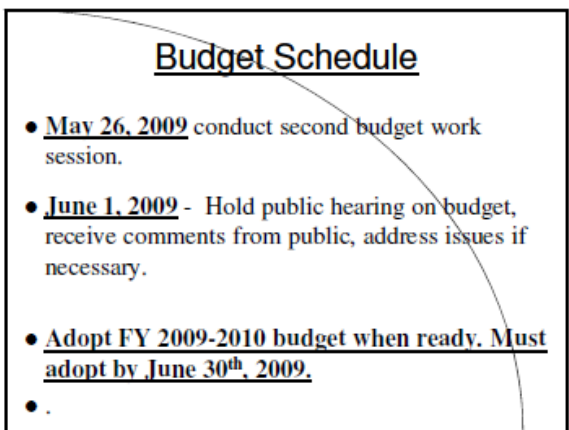 Budget Schedule
● May 26, 2009 conduct second budget work
session.
● June 1, 2009 - Hold public hearing on budget,
receive comments from public, address issues if
necessary.
● Adopt FY 2009-2010 budget when ready. Must
adopt by June 30th, 2009.
● .